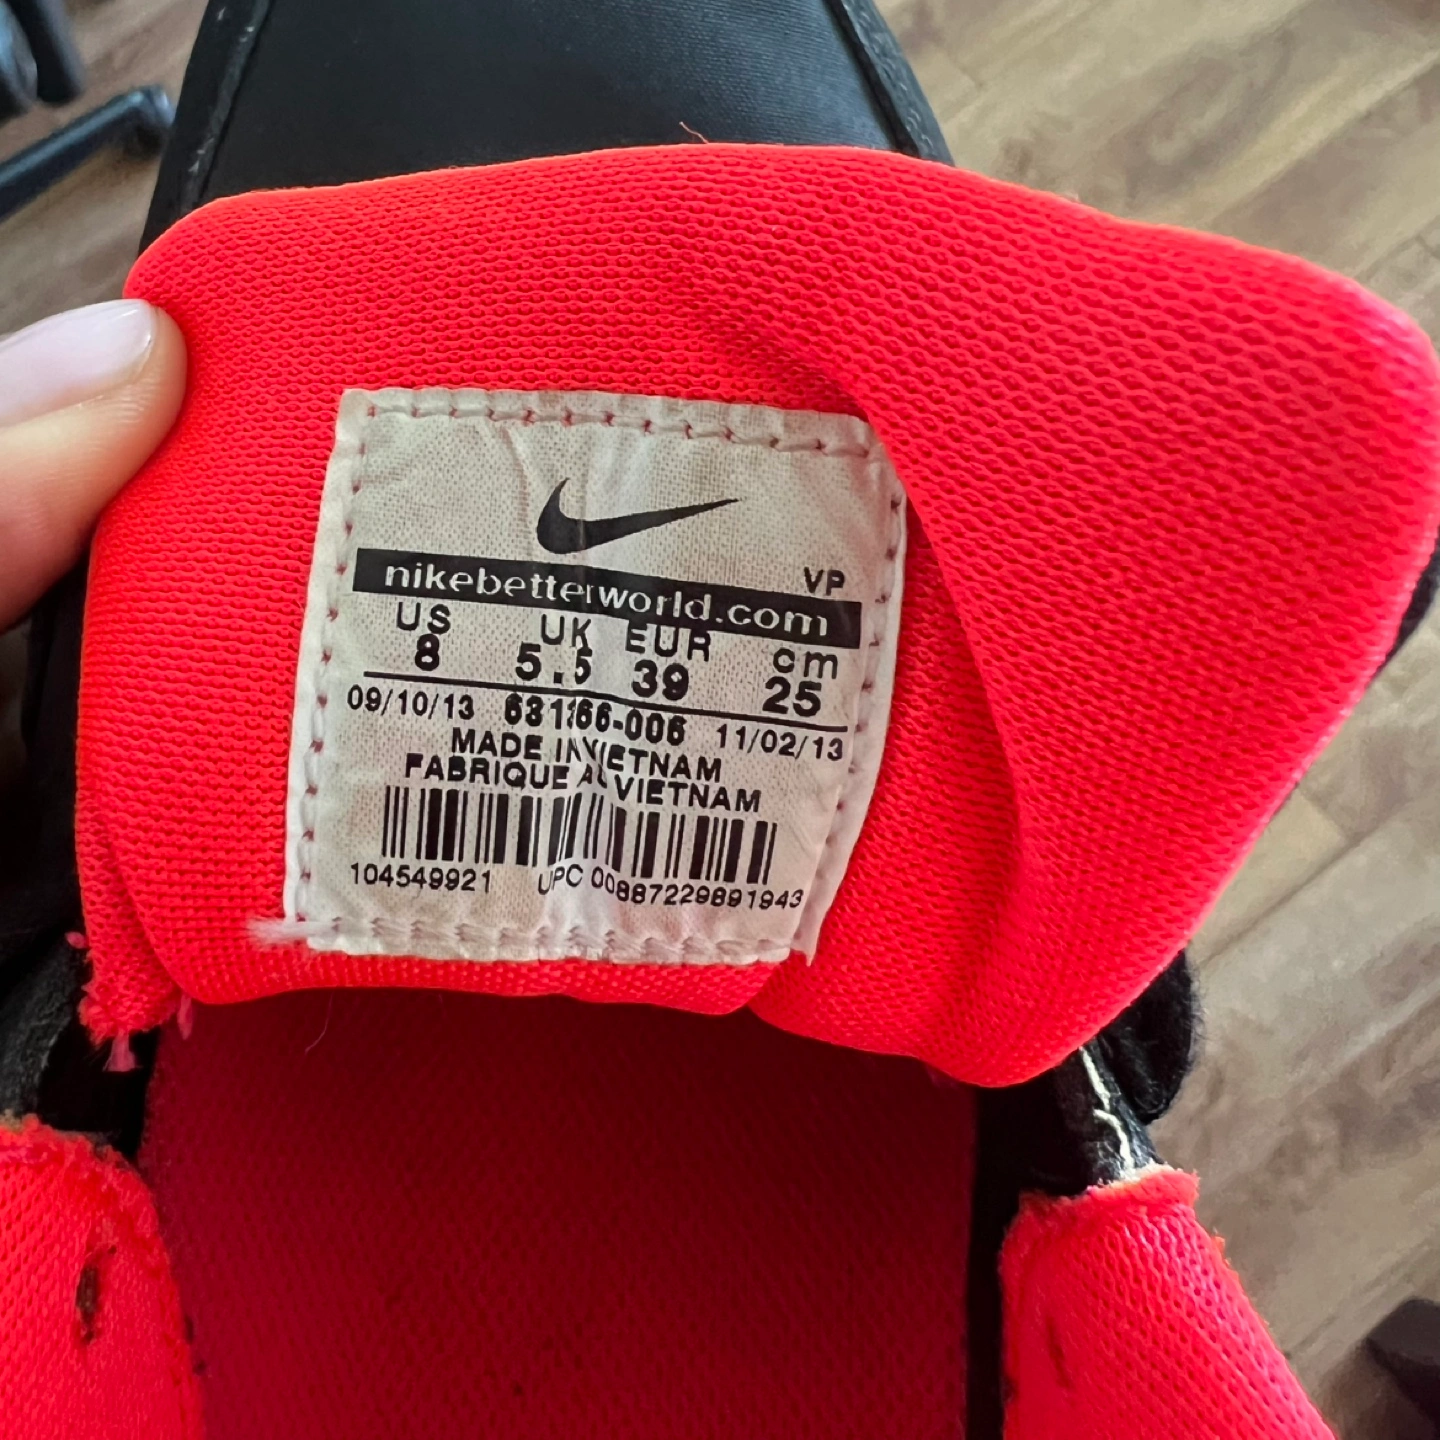 VP
nikebetterworld.com
US UK EUR cm
8 5.5 39 25
09/10/13 11/02/13
MADE IN VIETNAM
FABRIQUE AU VIETNAM
104549921 UPC 00887229891943